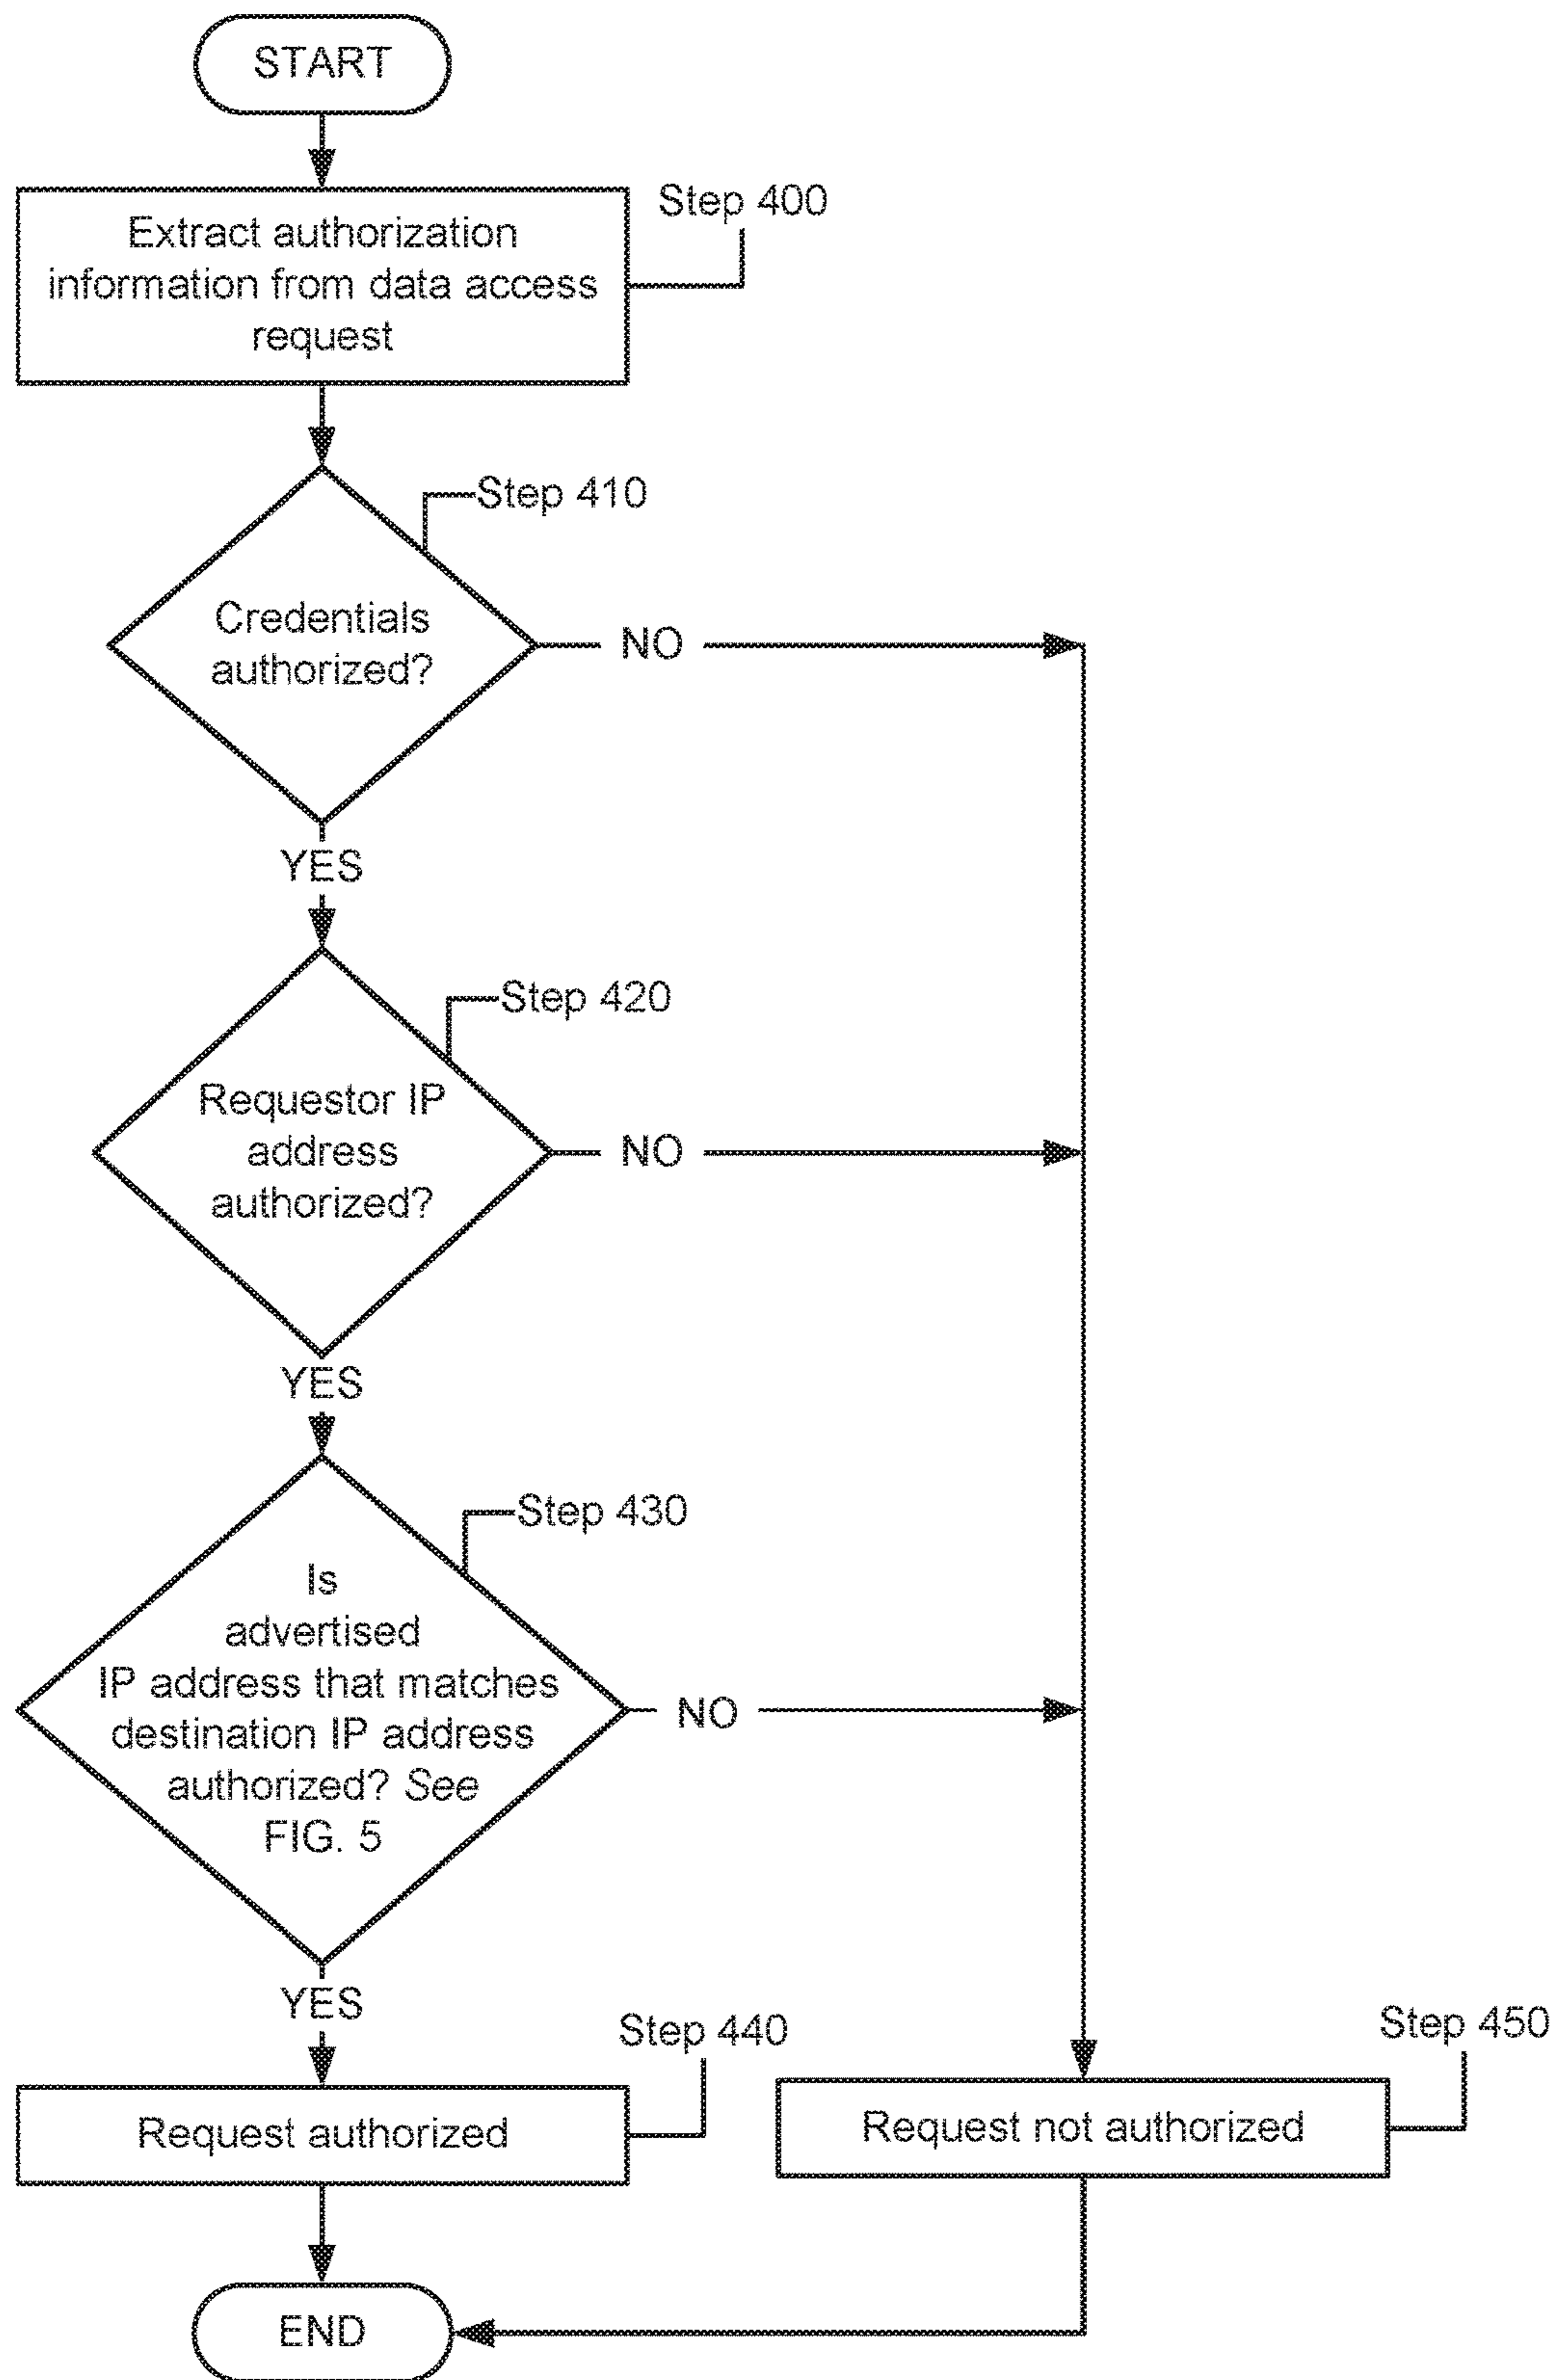 START
Step 400
Extract authorization
information from data access
request
Step 410
Credentials
authorized?
NO
YES
Step 420
Requestor IP
address
authorized?
NO
YES
Step 430
Is
advertised
IP address that matches
destination IP address
authorized? See
FIG. 5
NO
YES
Step 440
Request authorized
Step 450
Request not authorized
END